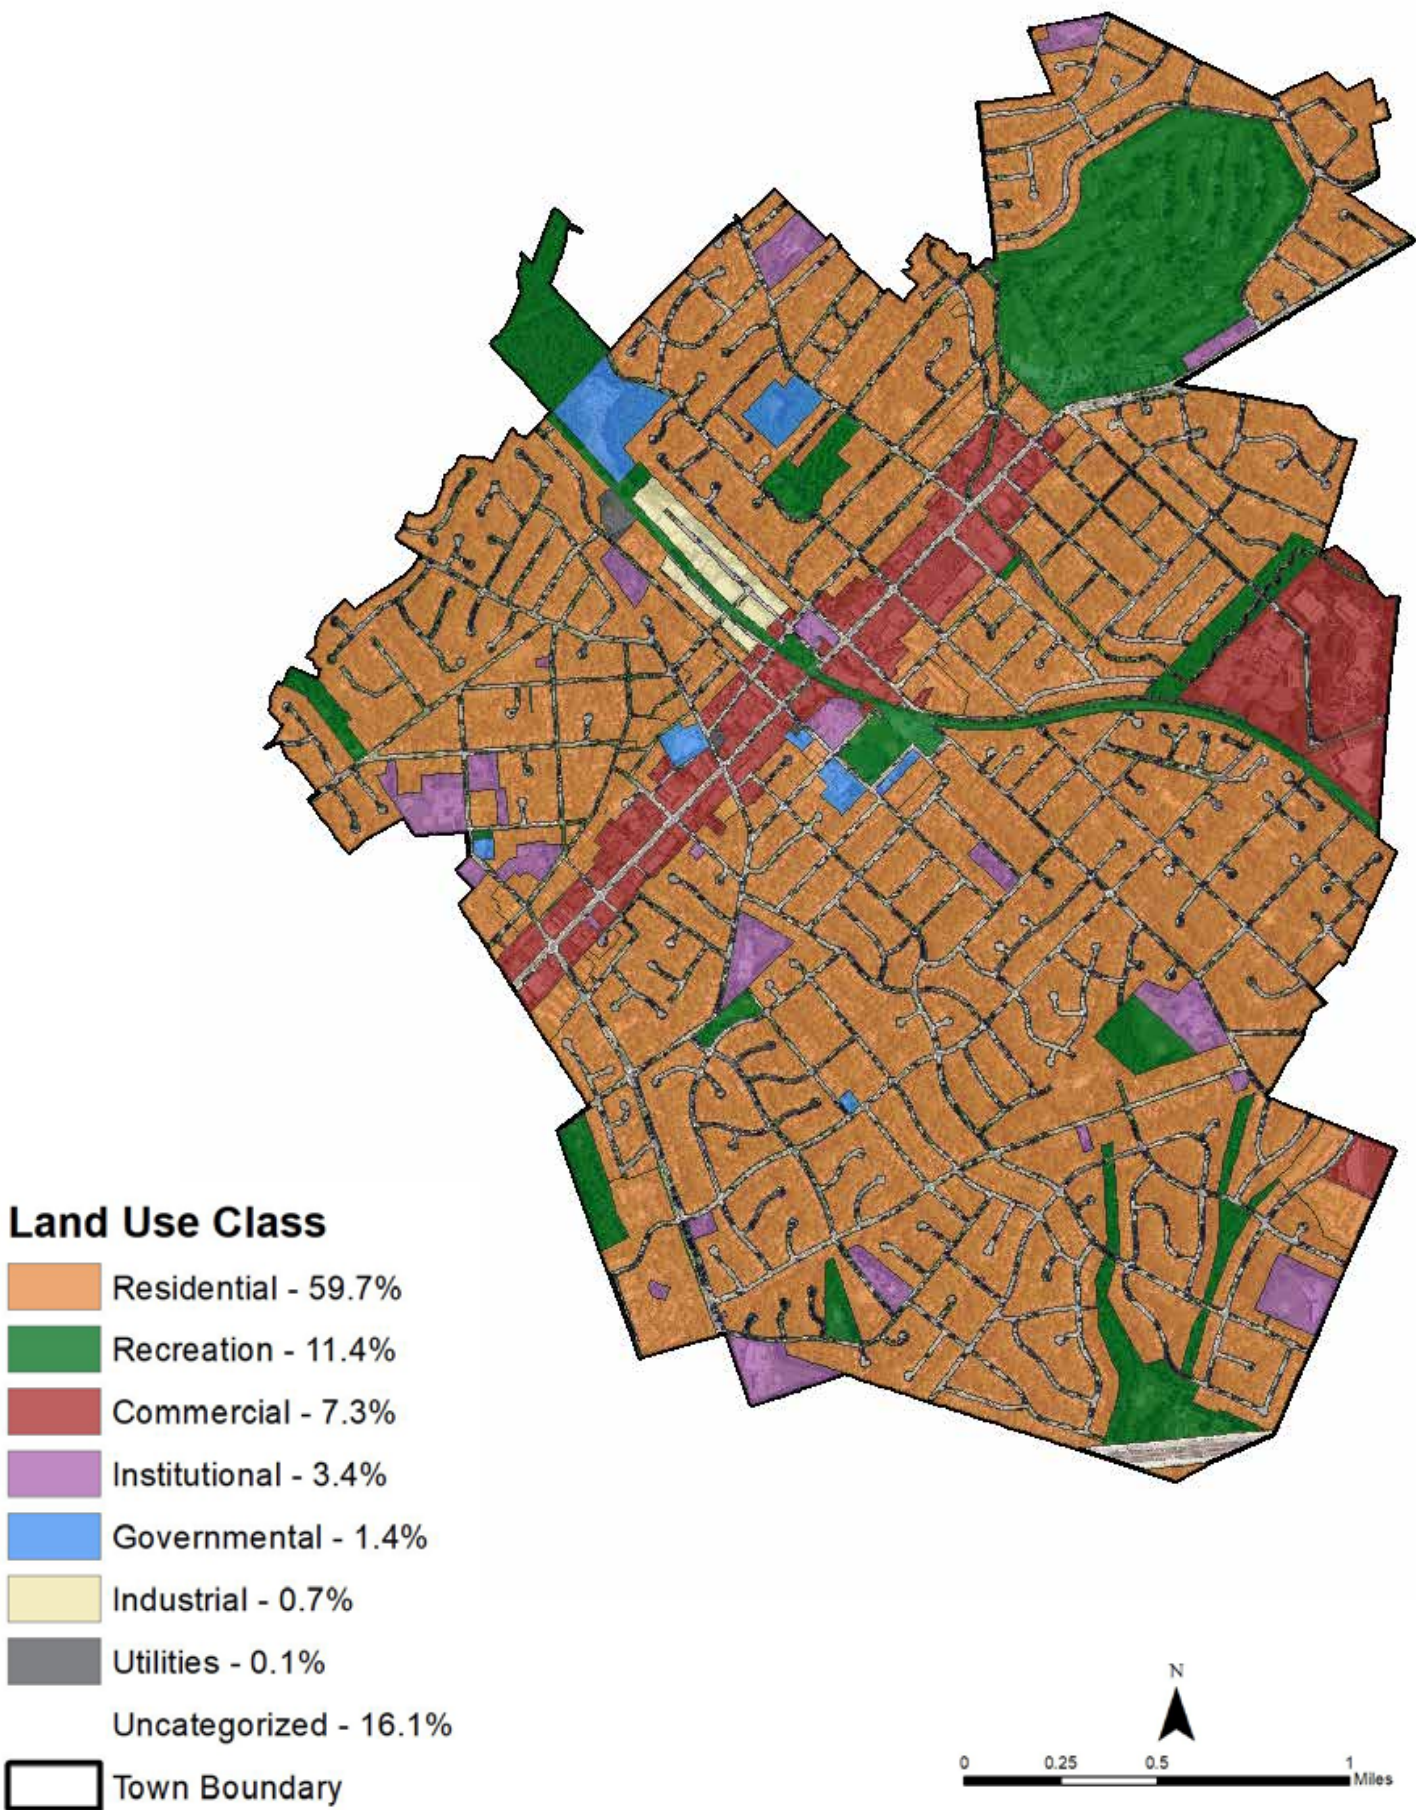 Land Use Class
Residential - 59.7%
Recreation - 11.4%
Commercial - 7.3%
Institutional - 3.4%
Governmental - 1.4%
Industrial - 0.7%
Utilities - 0.1%
Uncategorized - 16.1%
Town Boundary
N
0 0.25 0.5 1
Miles